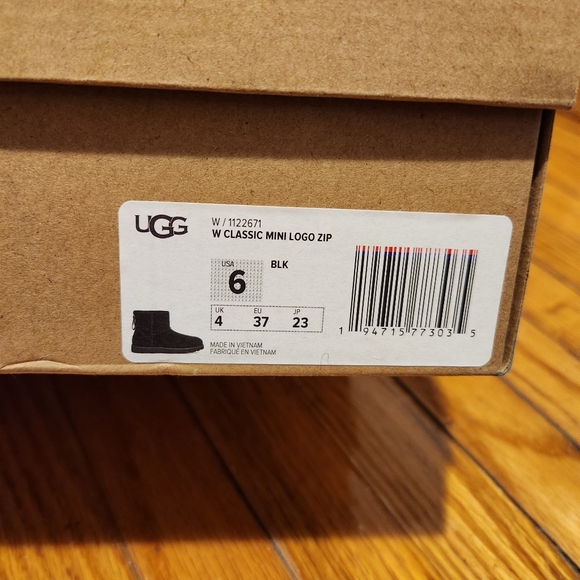 UGG
W / 1122671
W CLASSIC MINI LOGO ZIP
USA
6
BLK
UK EU JP
4 37 23
MADE IN VIETNAM
FABRIQUÉ EN VIETNAM
1 94715 77303 5